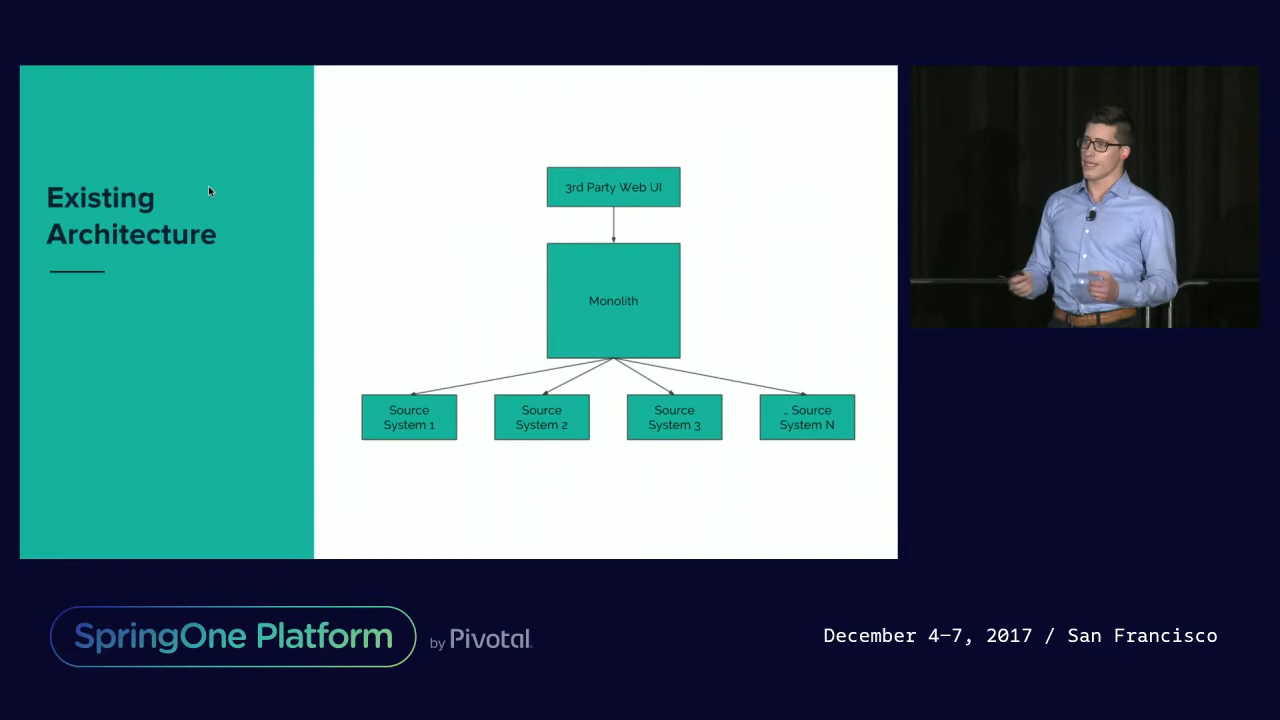 Existing
Architecture
3rd Party Web UI
Monolith
Source
System 1
Source
System 2
Source
System 3
.. Source
System N
SpringOne Platform
by Pivotal.
December 4–7, 2017 / San Francisco